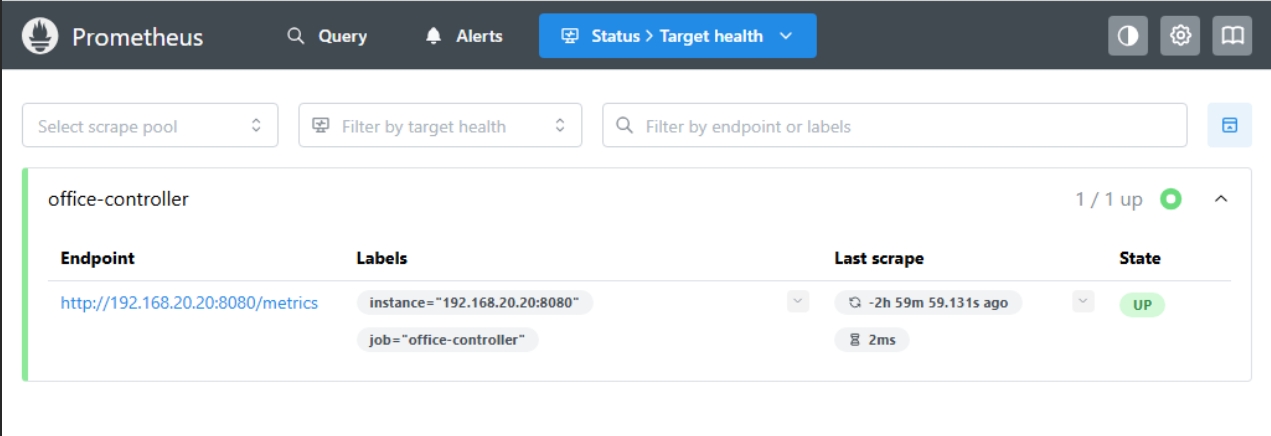 Prometheus Query Alerts Status > Target health
Select scrape pool Filter by target health Filter by endpoint or labels
office-controller 1 / 1 up
Endpoint Labels Last scrape State
http://192.168.20.20:8080/metrics instance="192.168.20.20:8080" -2h 59m 59.131s ago UP
job="office-controller" 2ms